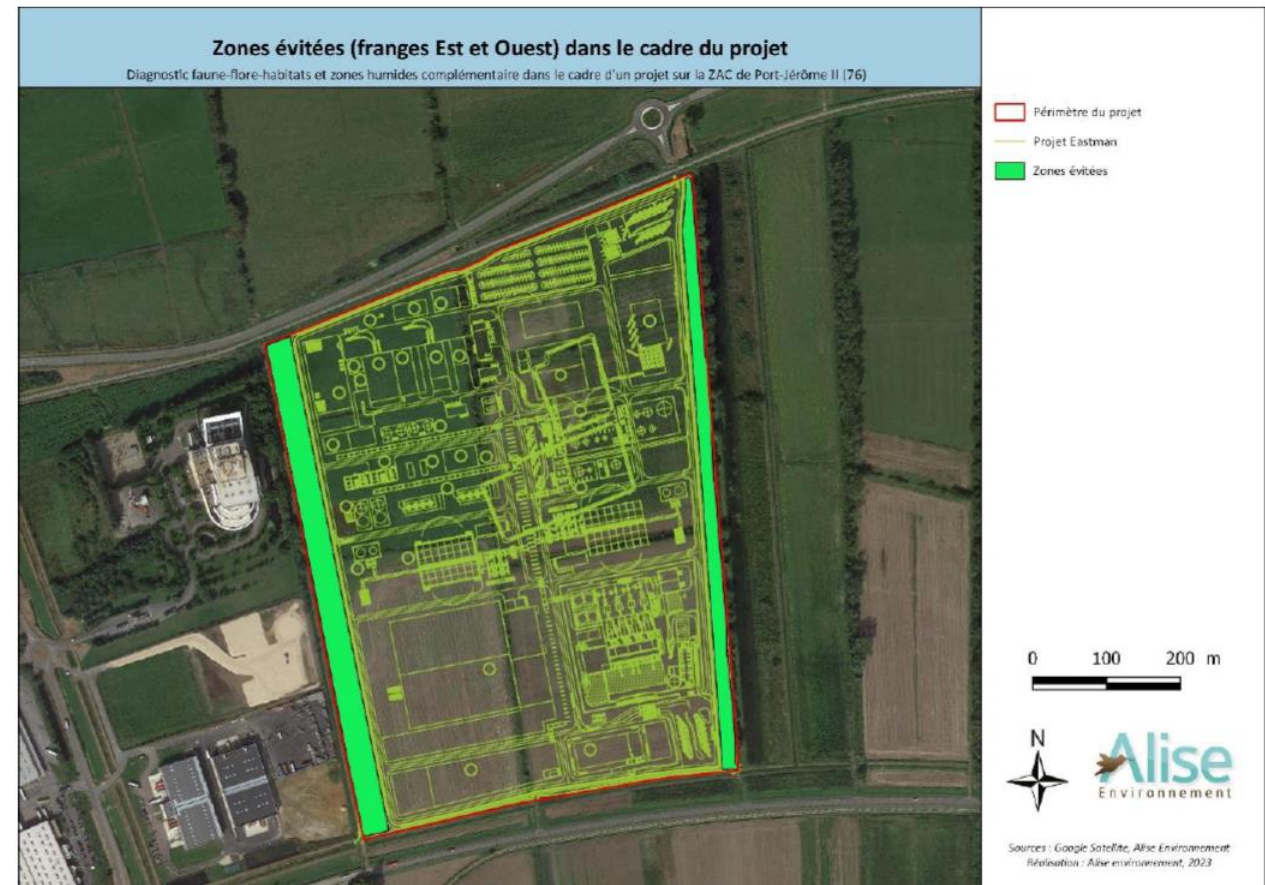 Zones évitées (franges Est et Ouest) dans le cadre du projet
Diagnostic faune-flore-habitats et zones humides complémentaire dans le cadre d'un projet sur la ZAC de Port-Jérôme II (76)
Périmètre du projet
Projet Eastman
Zones évitées
0 100 200 m
N
Alise
Environnement
Sources : Google Satellite, Alise Environnement
Réalisation : Alise environnement, 2023